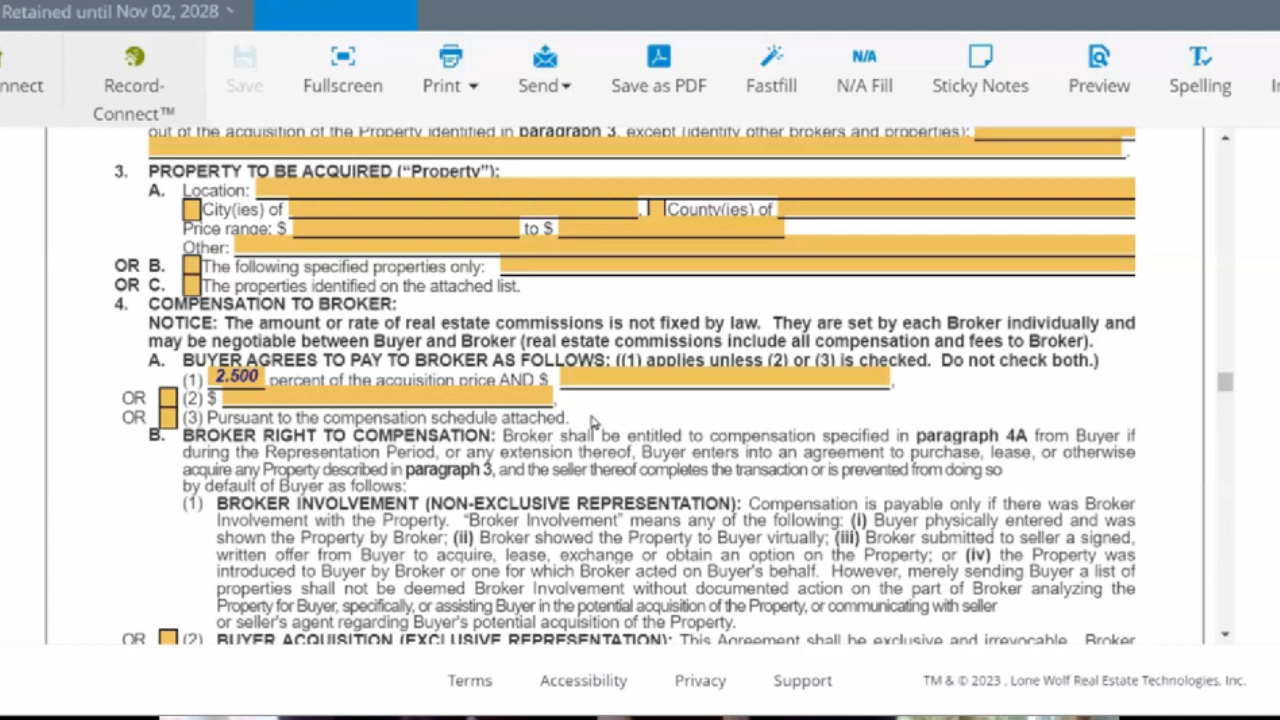 Retained until Nov 02, 2028
nnect
Record-Connect™
Save
Fullscreen
Print
Send
Save as PDF
N/A
Fastfill
N/A Fill
Sticky Notes
Preview
Spelling
out of the acquisition of the Property identified in paragraph 3, except (identify other brokers and properties):
.
3. PROPERTY TO BE ACQUIRED (“Property”):
A. Location:
City(ies) of , County(ies) of
Price range: $ to $
Other:
OR B. The following specified properties only:
OR C. The properties identified on the attached list.
4. COMPENSATION TO BROKER:
NOTICE: The amount or rate of real estate commissions is not fixed by law. They are set by each Broker individually and
may be negotiable between Buyer and Broker (real estate commissions include all compensation and fees to Broker).
A. BUYER AGREES TO PAY TO BROKER AS FOLLOWS: ((1) applies unless (2) or (3) is checked. Do not check both.)
(1) 2.500 percent of the acquisition price AND $ ,
OR (2) $ ,
OR (3) Pursuant to the compensation schedule attached.
B. BROKER RIGHT TO COMPENSATION: Broker shall be entitled to compensation specified in paragraph 4A from Buyer if
during the Representation Period, or any extension thereof, Buyer enters into an agreement to purchase, lease, or otherwise
acquire any Property described in paragraph 3, and the seller thereof completes the transaction or is prevented from doing so
by default of Buyer as follows:
(1) BROKER INVOLVEMENT (NON-EXCLUSIVE REPRESENTATION): Compensation is payable only if there was Broker
Involvement with the Property. “Broker Involvement” means any of the following: (i) Buyer physically entered and was
shown the Property by Broker; (ii) Broker showed the Property to Buyer virtually; (iii) Broker submitted to seller a signed,
written offer from Buyer to acquire, lease, exchange or obtain an option on the Property; or (iv) the Property was
introduced to Buyer by Broker or one for which Broker acted on Buyer's behalf. However, merely sending Buyer a list of
properties shall not be deemed Broker Involvement without documented action on the part of Broker analyzing the
Property for Buyer, specifically, or assisting Buyer in the potential acquisition of the Property, or communicating with seller
or seller's agent regarding Buyer's potential acquisition of the Property.
OR (2) BUYER ACQUISITION (EXCLUSIVE REPRESENTATION): This Agreement shall be exclusive and irrevocable. Broker
Terms
Accessibility
Privacy
Support
TM & © 2023 . Lone Wolf Real Estate Technologies, Inc.